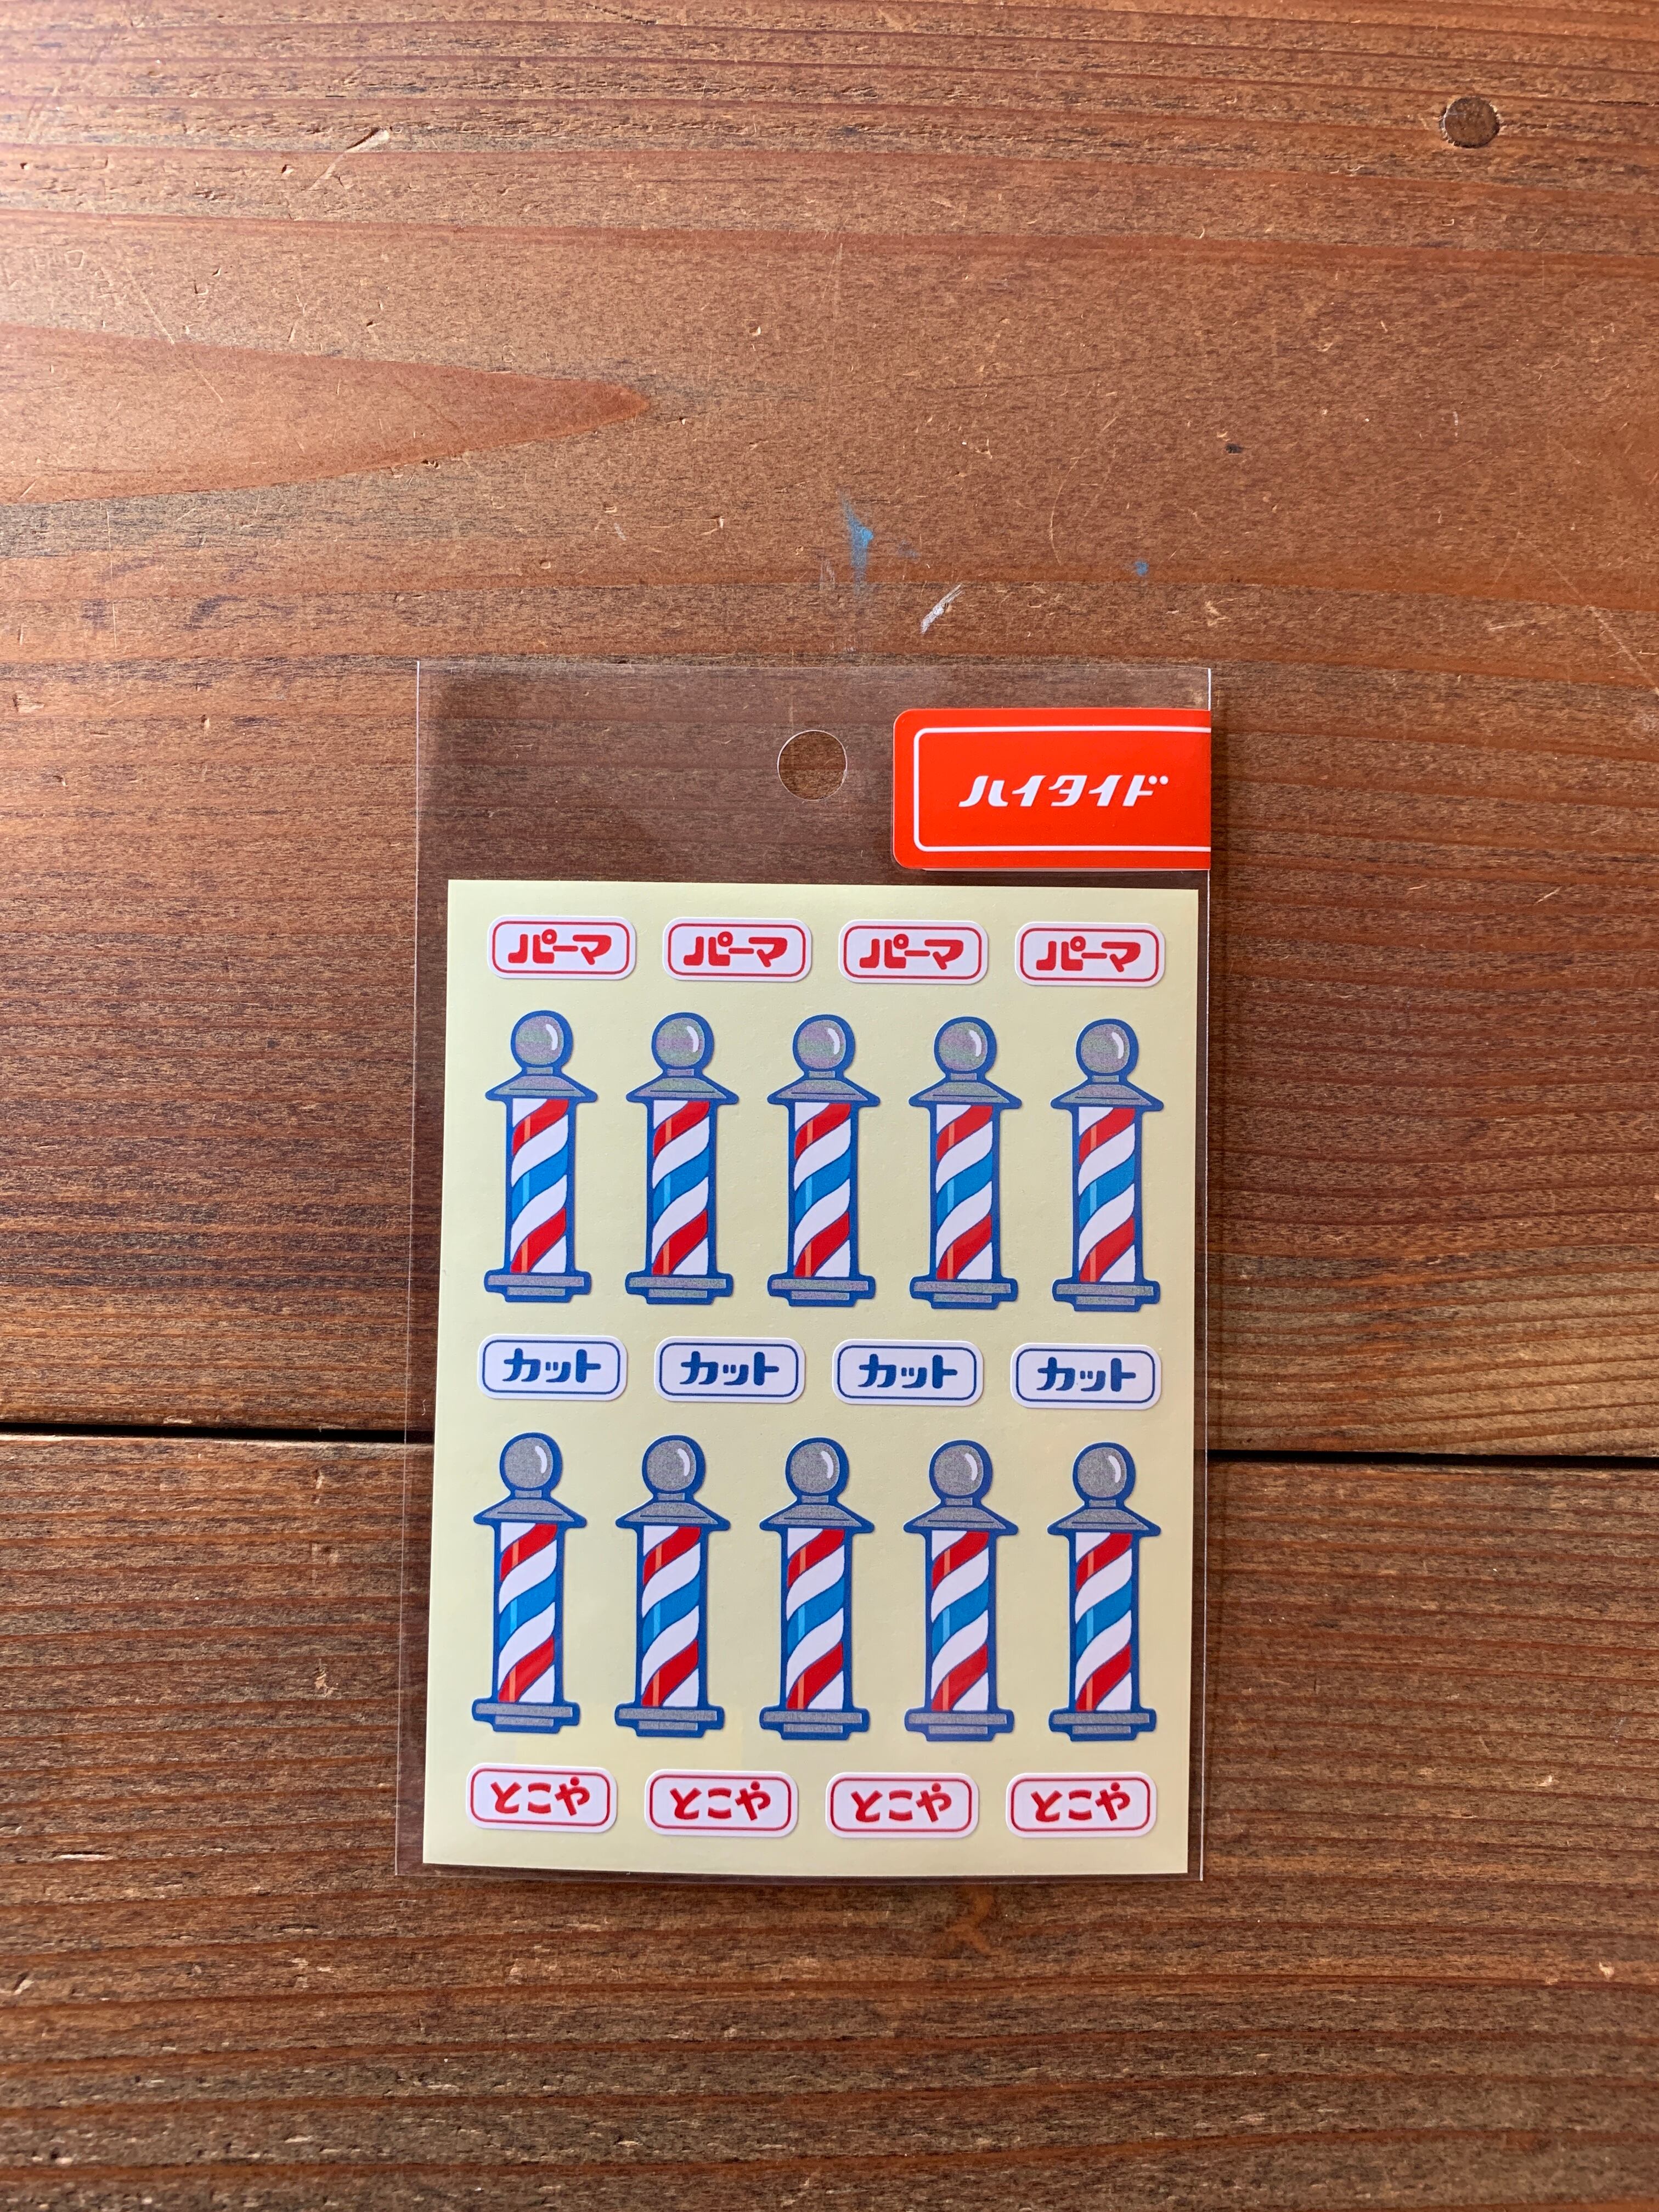 ハイタイド
パーマ パーマ パーマ パーマ
カット カット カット カット
とこや とこや とこや とこや